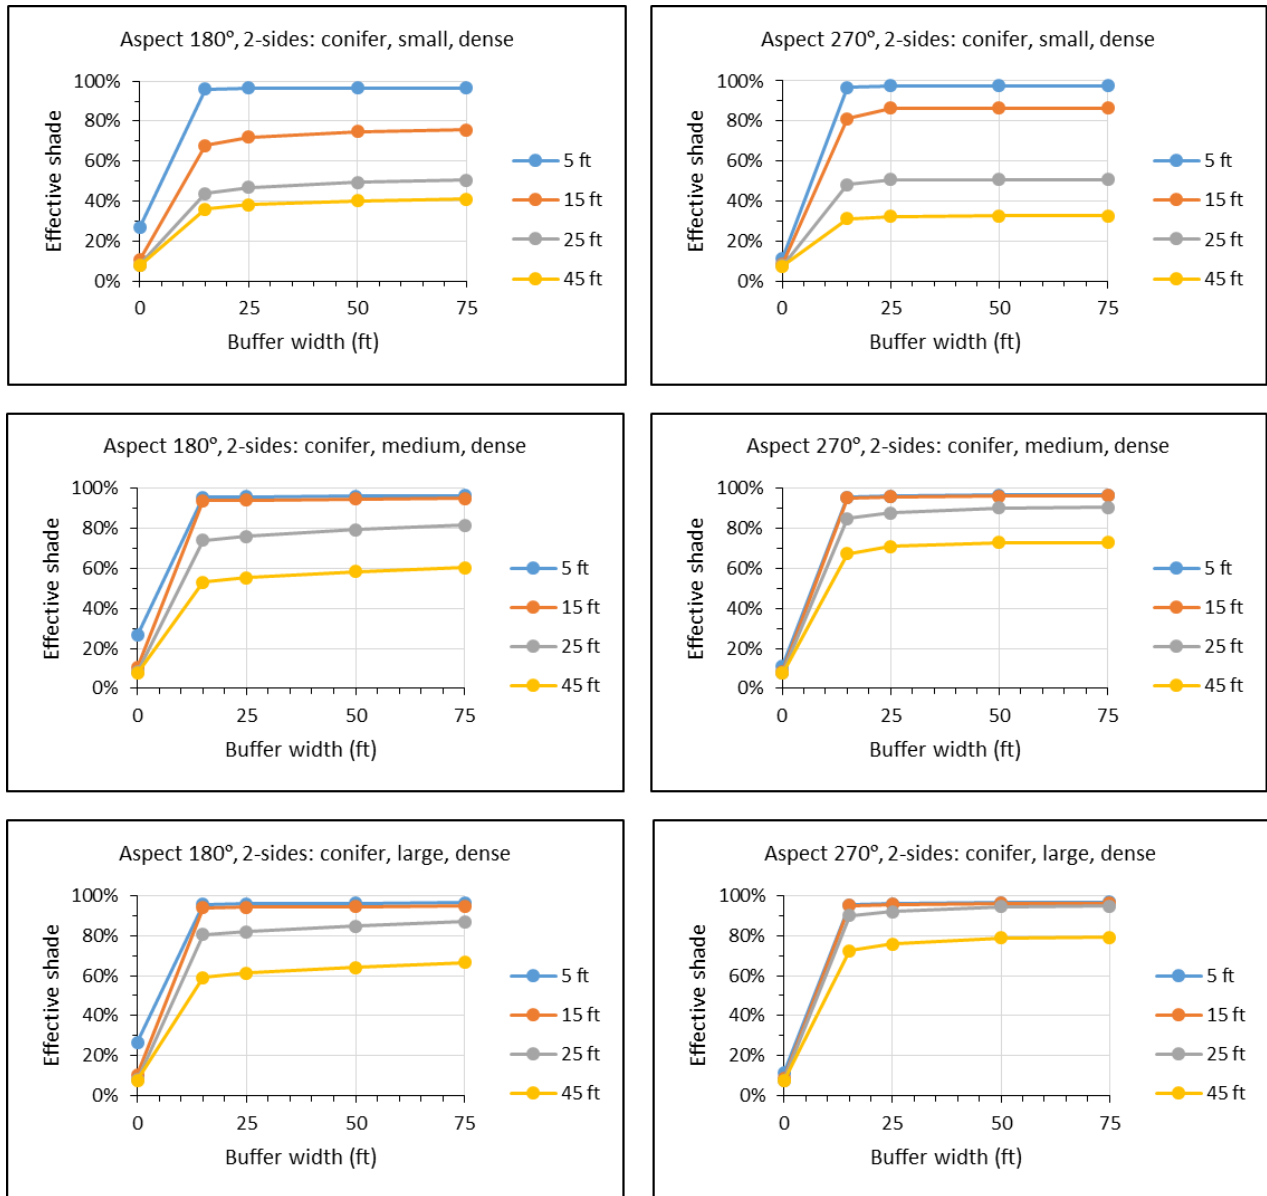 Aspect 180°, 2-sides: conifer, small, dense
100%
80%
60%
40%
20%
0%
Effective shade
0 25 50 75
Buffer width (ft)
5 ft
15 ft
25 ft
45 ft
Aspect 270°, 2-sides: conifer, small, dense
100%
80%
60%
40%
20%
0%
Effective shade
0 25 50 75
Buffer width (ft)
5 ft
15 ft
25 ft
45 ft
Aspect 180°, 2-sides: conifer, medium, dense
100%
80%
60%
40%
20%
0%
Effective shade
0 25 50 75
Buffer width (ft)
5 ft
15 ft
25 ft
45 ft
Aspect 270°, 2-sides: conifer, medium, dense
100%
80%
60%
40%
20%
0%
Effective shade
0 25 50 75
Buffer width (ft)
5 ft
15 ft
25 ft
45 ft
Aspect 180°, 2-sides: conifer, large, dense
100%
80%
60%
40%
20%
0%
Effective shade
0 25 50 75
Buffer width (ft)
5 ft
15 ft
25 ft
45 ft
Aspect 270°, 2-sides: conifer, large, dense
100%
80%
60%
40%
20%
0%
Effective shade
0 25 50 75
Buffer width (ft)
5 ft
15 ft
25 ft
45 ft